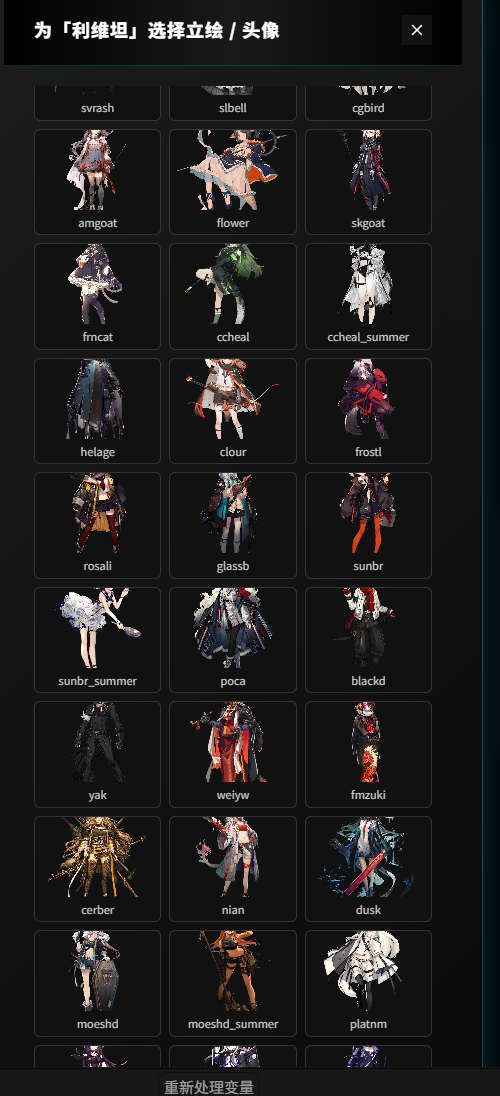 为「利维坦」选择立绘 / 头像
svrash slbell cgbird
amgoat flower skgoat
frncat ccheal ccheal_summer
helage clour frostl
rosali glassb sunbr
sunbr_summer poca blackd
yak weiyw fmzuki
cerber nian dusk
moeshd moeshd_summer platnm
重新处理变量